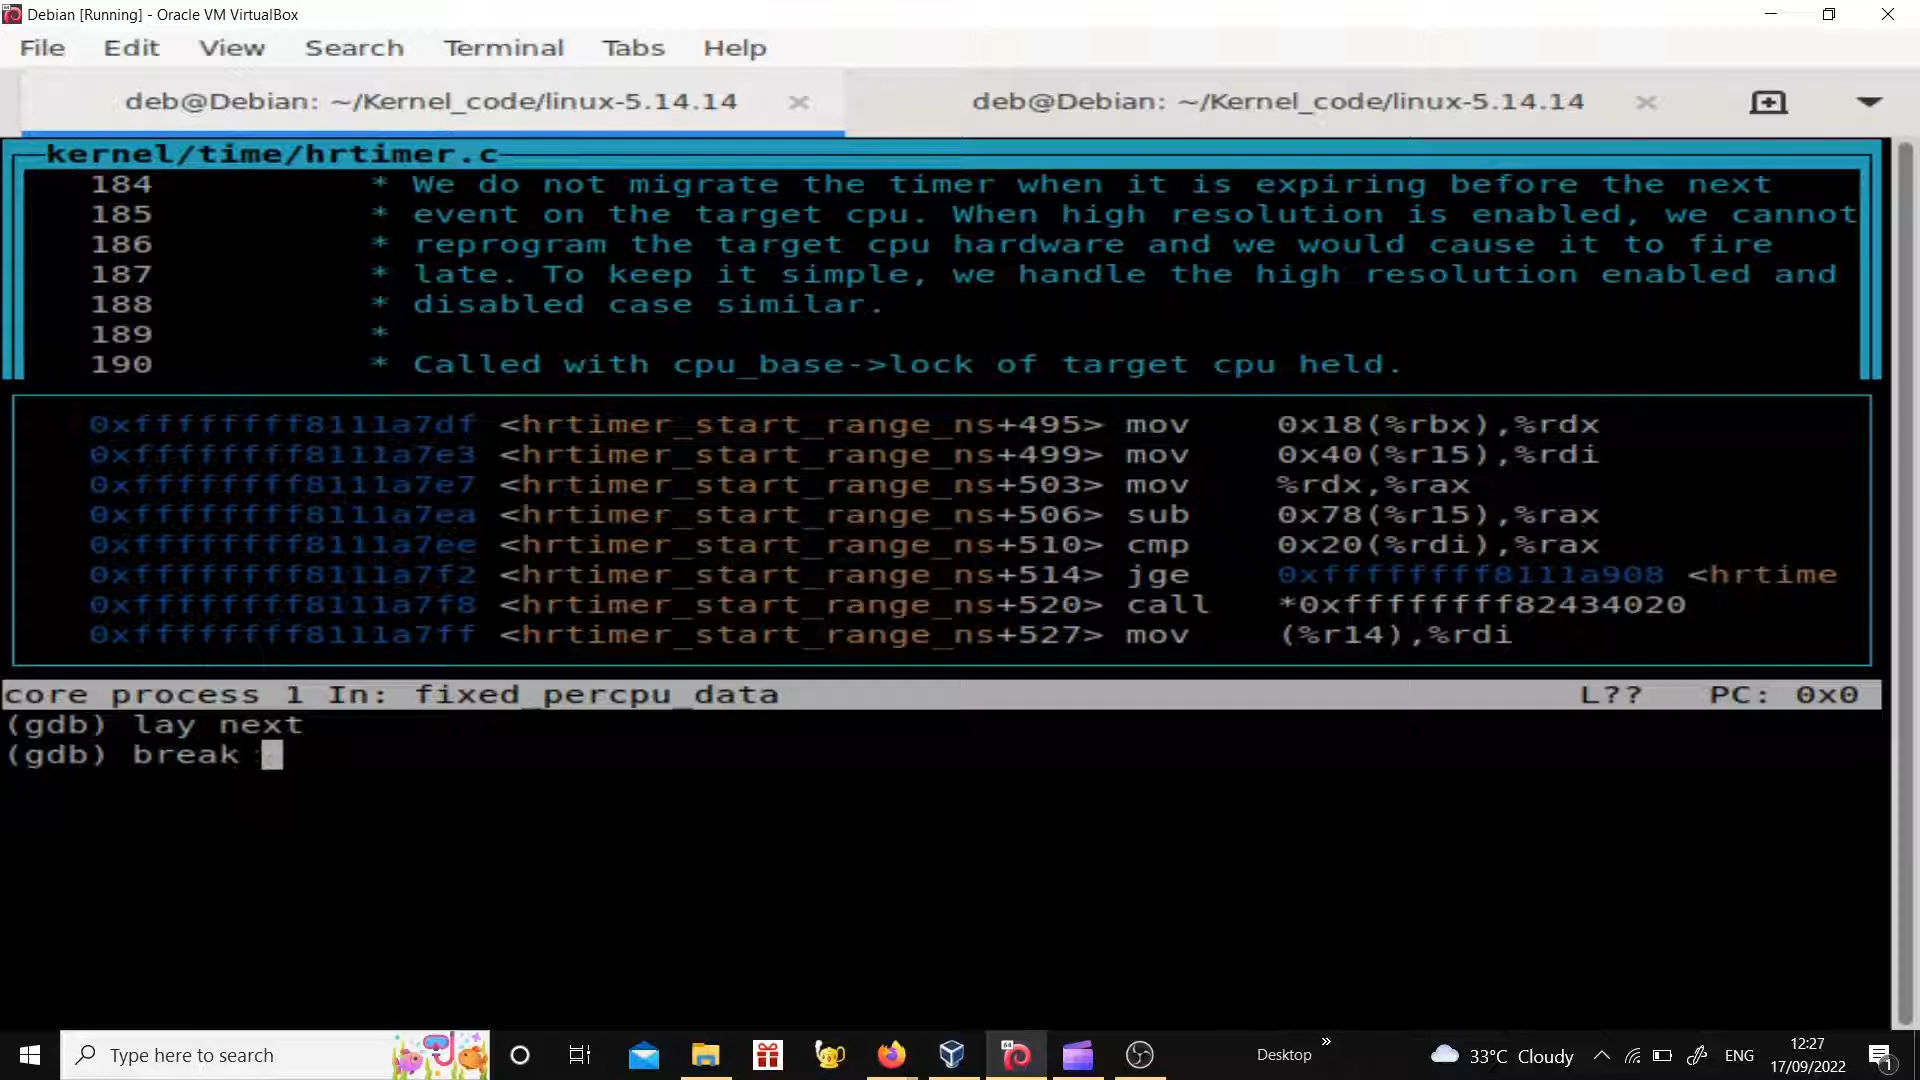 Debian [Running] - Oracle VM VirtualBox
File Edit View Search Terminal Tabs Help
deb@Debian: ~/Kernel_code/linux-5.14.14 × deb@Debian: ~/Kernel_code/linux-5.14.14 ×
kernel/time/hrtimer.c
184 * We do not migrate the timer when it is expiring before the next
185 * event on the target cpu. When high resolution is enabled, we cannot
186 * reprogram the target cpu hardware and we would cause it to fire
187 * late. To keep it simple, we handle the high resolution enabled and
188 * disabled case similar.
189 *
190 * Called with cpu_base->lock of target cpu held.
0xffffffff8111a7df <hrtimer_start_range_ns+495> mov 0x18(%rbx),%rdx
0xffffffff8111a7e3 <hrtimer_start_range_ns+499> mov 0x40(%r15),%rdi
0xffffffff8111a7e7 <hrtimer_start_range_ns+503> mov %rdx,%rax
0xffffffff8111a7ea <hrtimer_start_range_ns+506> sub 0x78(%r15),%rax
0xffffffff8111a7ee <hrtimer_start_range_ns+510> cmp 0x20(%rdi),%rax
0xffffffff8111a7f2 <hrtimer_start_range_ns+514> jge 0xffffffff8111a908 <hrtime
0xffffffff8111a7f8 <hrtimer_start_range_ns+520> call *0xffffffff82434020
0xffffffff8111a7ff <hrtimer_start_range_ns+527> mov (%r14),%rdi
core process 1 In: fixed_percpu_data L?? PC: 0x0
(gdb) lay next
(gdb) break
Type here to search
Desktop
33°C Cloudy
ENG
12:27
17/09/2022
1